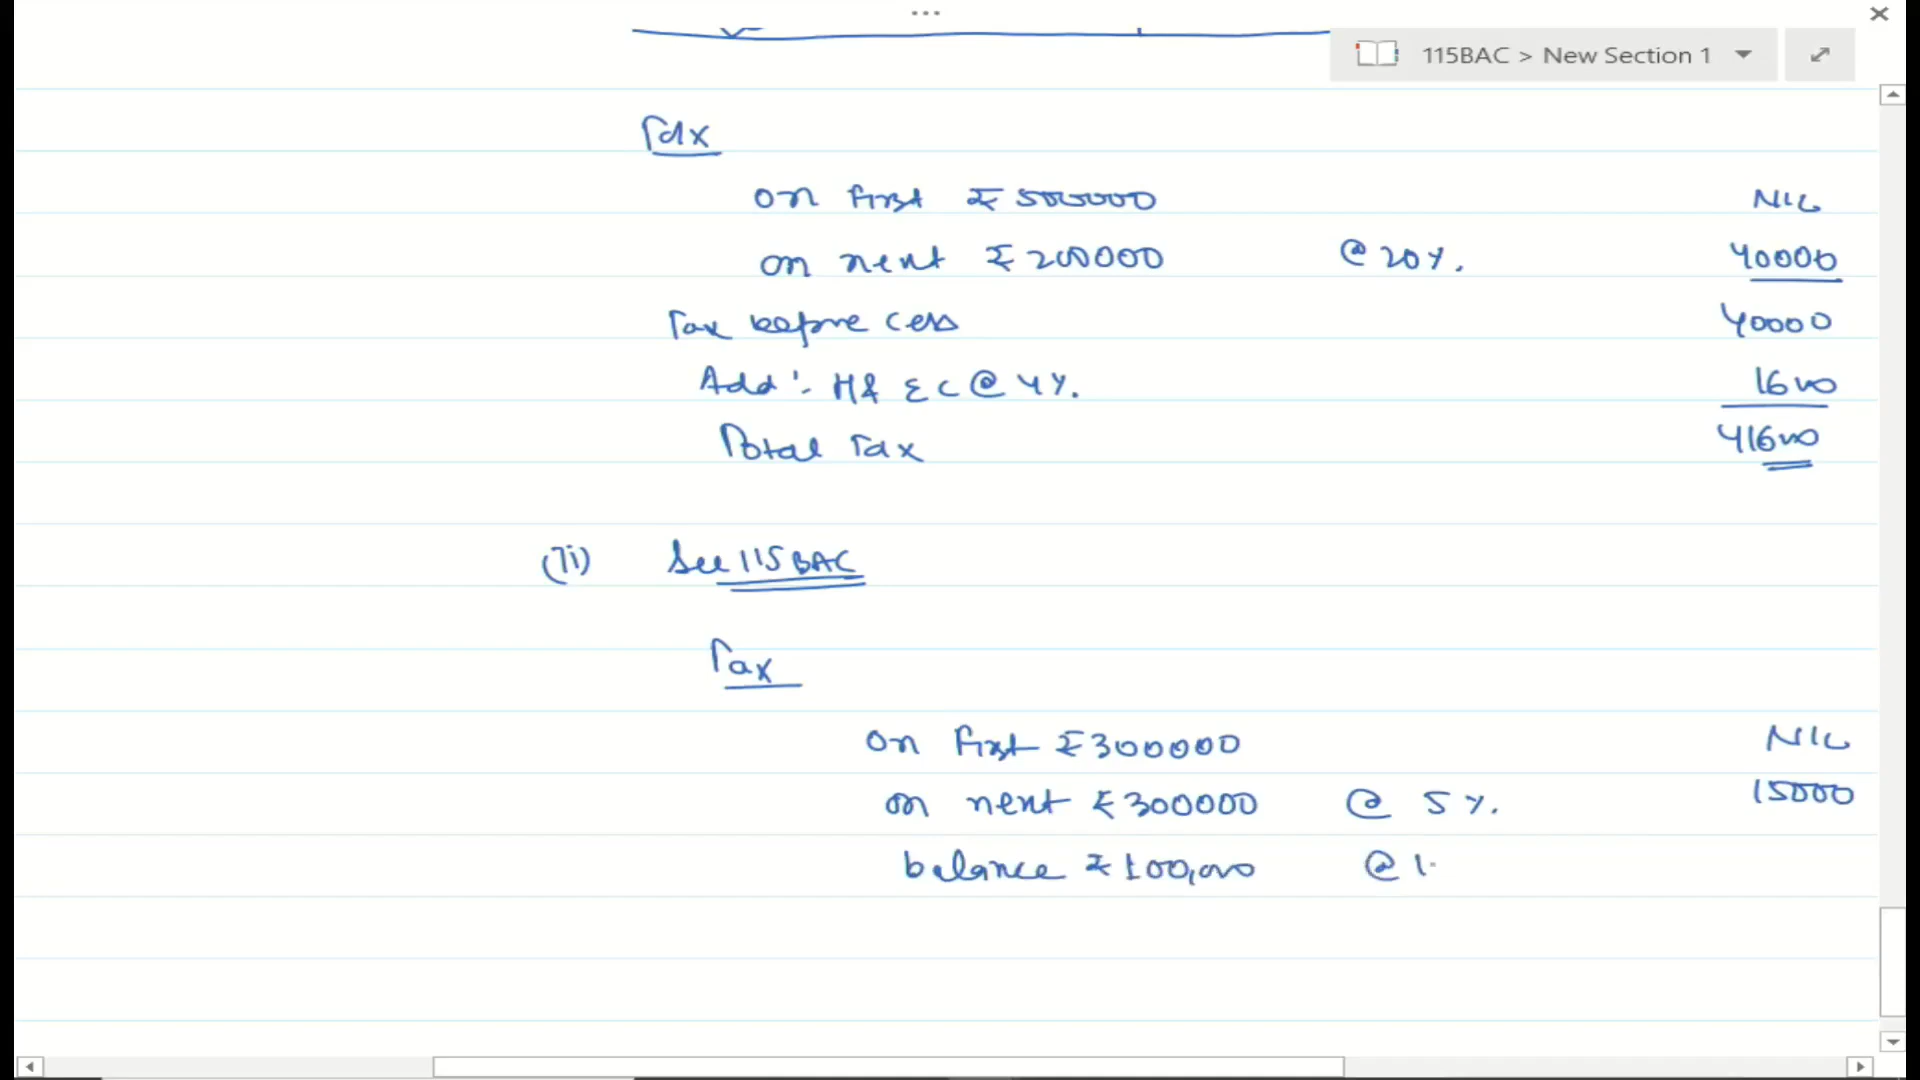 115BAC > New Section 1
Tax
on first ₹ 500000 NIL
on next ₹ 200000 @ 20%. 40000
Tax before cess 40000
Add :- H& EC @ 4%. 1600
Total Tax 41600
(ii) Sec 115BAC
Tax
on first ₹ 300000 NIL
on next ₹ 300000 @ 5%. 15000
balance ₹ 100,000 @ 1